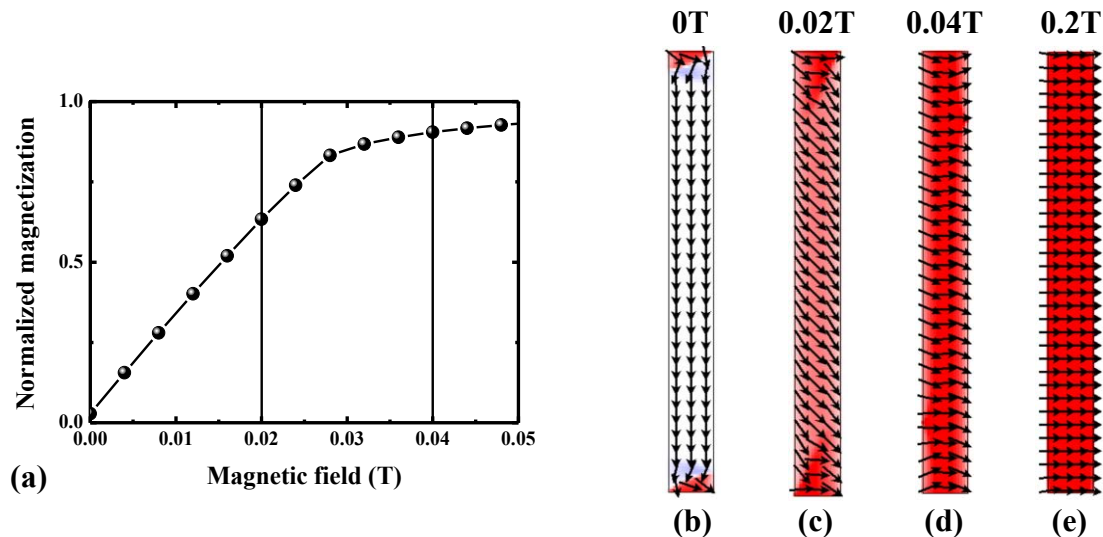 0T 0.02T 0.04T 0.2T
1.0
0.5
0.0
Normalized magnetization
0.00 0.01 0.02 0.03 0.04 0.05
Magnetic field (T)
(a)
(b) (c) (d) (e)